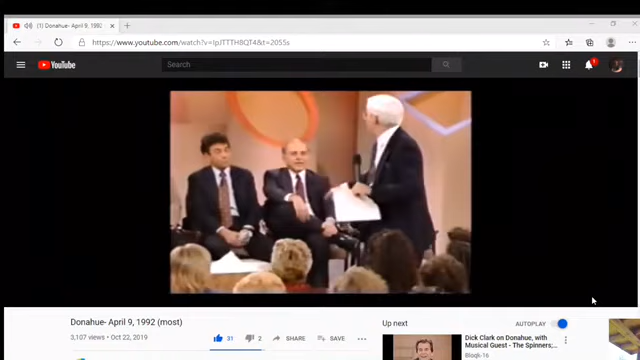 (1) Donahue- April 9, 1992
https://www.youtube.com/watch?v=IpJTTTH8QT4&t=2055s
YouTube
Search
Donahue- April 9, 1992 (most)
3,107 views • Oct 22, 2019
31
2
SHARE
SAVE
Up next
AUTOPLAY
Dick Clark on Donahue, with
Musical Guest - The Spinners;...
Bloqk-16